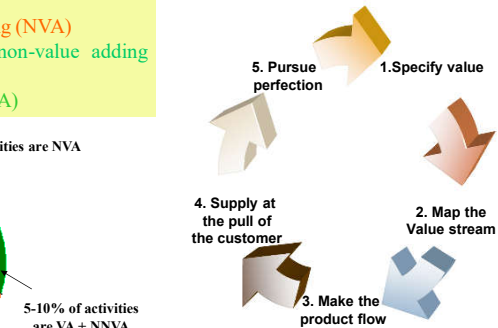 g (NVA)
non-value adding
A)
ities are NVA
5-10% of activities
are VA + NNVA
5. Pursue
perfection
1.Specify value
2. Map the
Value stream
3. Make the
product flow
4. Supply at
the pull of
the customer